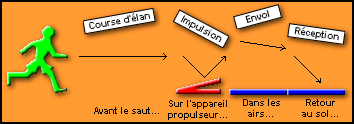 Course d'élan
Impulsion
Envol
Réception
Avant le saut...
Sur l'appareil
propulseur...
Dans les
airs...
Retour
au sol...